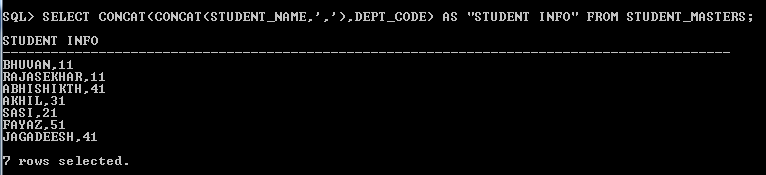 SQL> SELECT CONCAT(CONCAT(STUDENT_NAME,','),DEPT_CODE) AS "STUDENT INFO" FROM STUDENT_MASTERS;
STUDENT INFO
--------------------------------------------------------------------------------
BHUVAN,11
RAJASEKHAR,11
ABHISHIKTH,41
AKHIL,31
SASI,21
FAYAZ,51
JAGADEESH,41
7 rows selected.